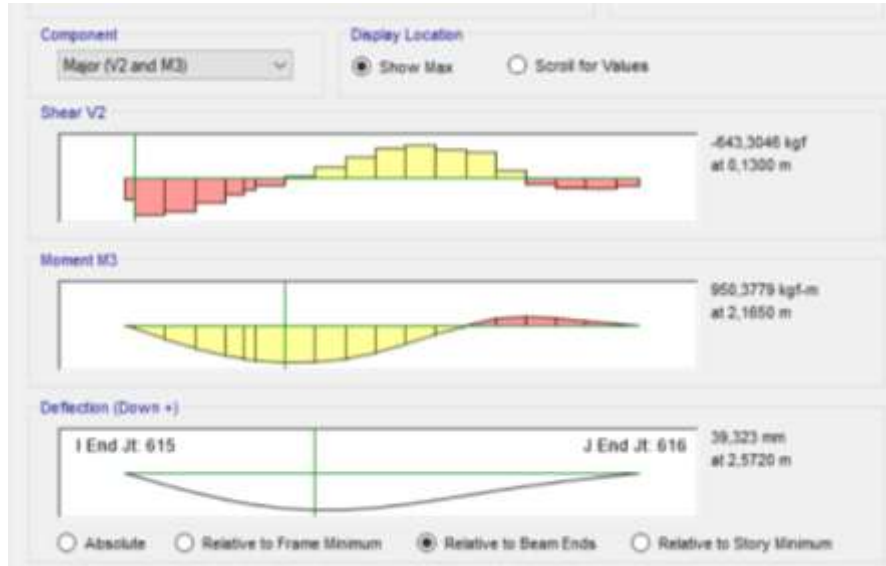 Component
Major (V2 and M3)
Display Location
Show Max
Scroll for Values
Shear V2
-643,3046 kgf
at 0,1300 m
Moment M3
950,3779 kgf-m
at 2,1650 m
Deflection (Down +)
I End Jt: 615
J End Jt: 616
39,323 mm
at 2,5720 m
Absolute
Relative to Frame Minimum
Relative to Beam Ends
Relative to Story Minimum